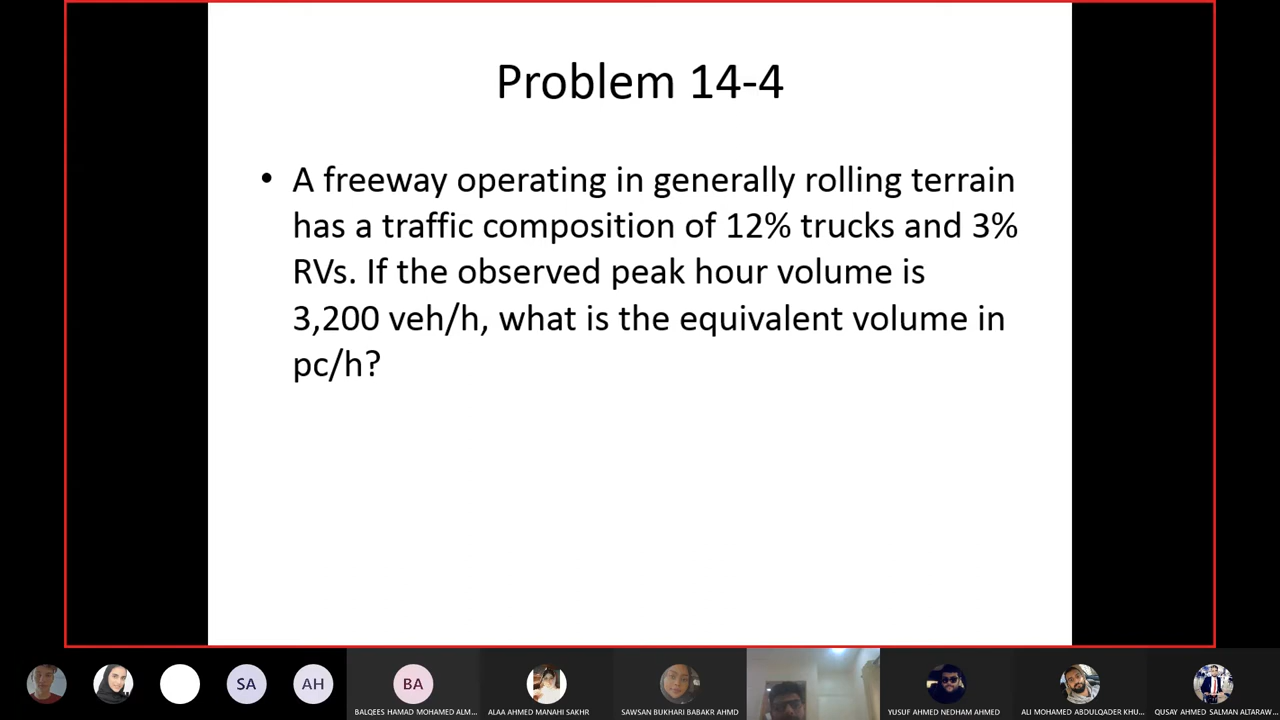 Problem 14-4
• A freeway operating in generally rolling terrain
has a traffic composition of 12% trucks and 3%
RVs. If the observed peak hour volume is
3,200 veh/h, what is the equivalent volume in
pc/h?
SA
AH
BA
BALQEES HAMAD MOHAMED ALM...
ALAA AHMED MANAHI SAKHR
SAWSAN BUKHARI BABAKR AHMD
YUSUF AHMED NEDHAM AHMED
ALI MOHAMED ABDULQADER KHU...
QUSAY AHMED SALMAN ALTARAW...